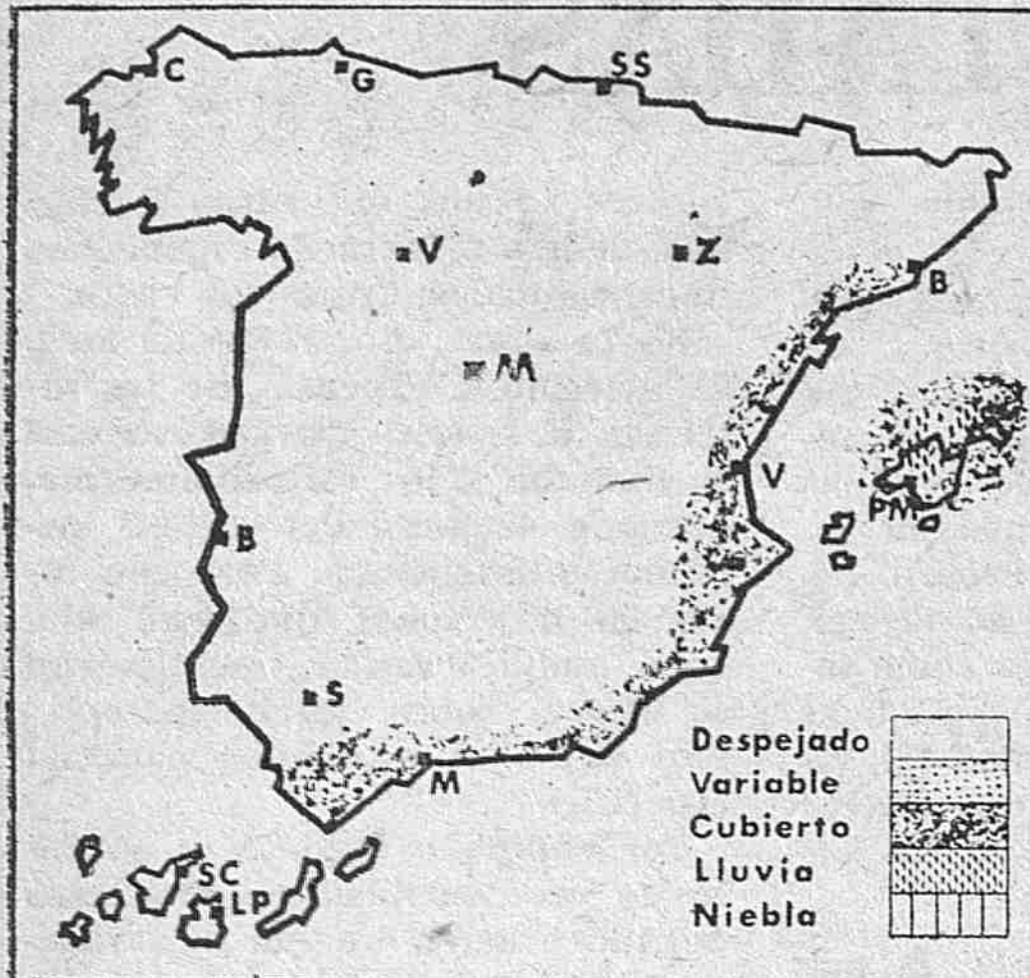 C
G
SS
V
Z
B
M
V
PM
B
S
M
SC
LP
Despejado
Variable
Cubierto
Lluvia
Niebla